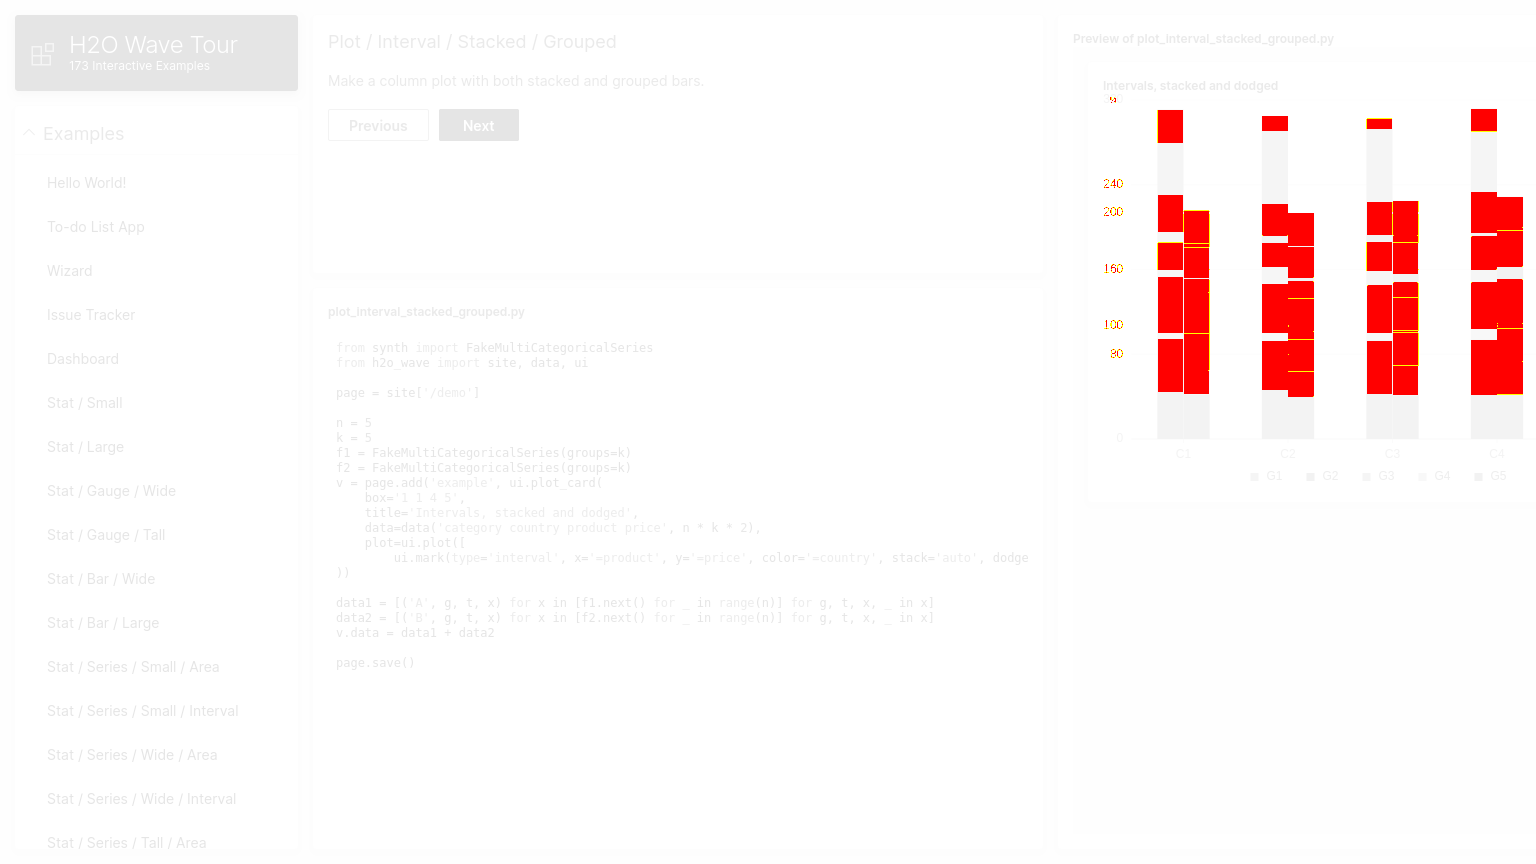 H2O Wave Tour
173 Interactive Examples
Examples
Hello World!
To-do List App
Wizard
Issue Tracker
Dashboard
Stat / Small
Stat / Large
Stat / Gauge / Wide
Stat / Gauge / Tall
Stat / Bar / Wide
Stat / Bar / Large
Stat / Series / Small / Area
Stat / Series / Small / Interval
Stat / Series / Wide / Area
Stat / Series / Wide / Interval
Stat / Series / Tall / Area
Plot / Interval / Stacked / Grouped
Make a column plot with both stacked and grouped bars.
Previous
Next
plot_interval_stacked_grouped.py
from synth import FakeMultiCategoricalSeries
from h2o_wave import site, data, ui
page = site['/demo']
n = 5
k = 5
f1 = FakeMultiCategoricalSeries(groups=k)
f2 = FakeMultiCategoricalSeries(groups=k)
v = page.add('example', ui.plot_card(
box='1 1 4 5',
title='Intervals, stacked and dodged',
data=data('category country product price', n * k * 2),
plot=ui.plot([
ui.mark(type='interval', x='=product', y='=price', color='=country', stack='auto', dodge
))
data1 = [('A', g, t, x) for x in [f1.next() for _ in range(n)] for g, t, x, _ in x]
data2 = [('B', g, t, x) for x in [f2.next() for _ in range(n)] for g, t, x, _ in x]
v.data = data1 + data2
page.save()
Preview of plot_interval_stacked_grouped.py
Intervals, stacked and dodged
0
C1
C2
C3
C4
G1
G2
G3
G4
G5